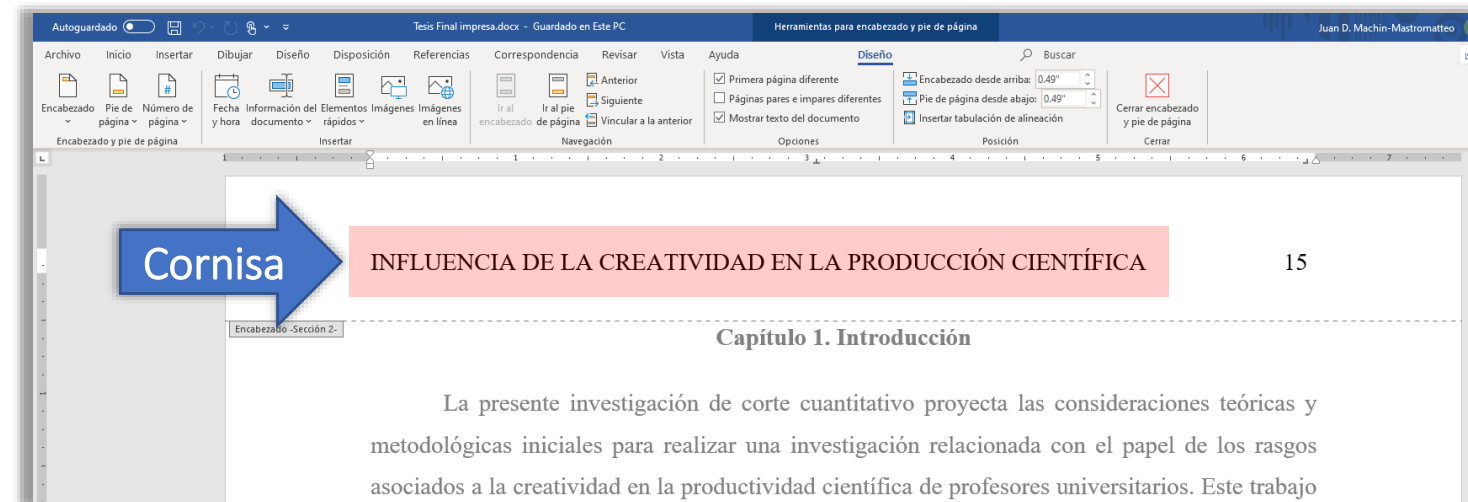 Autoguardado Tesis Final impresa.docx - Guardado en Este PC Herramientas para encabezado y pie de página Juan D. Machin-Mastromatteo
Archivo Inicio Insertar Dibujar Diseño Disposición Referencias Correspondencia Revisar Vista Ayuda Diseño Buscar
Encabezado
Pie de página
Número de página
Fecha y hora
Información del documento
Elementos rápidos
Imágenes
Imágenes en línea
Ir al encabezado
Ir al pie de página
Anterior
Siguiente
Vincular a la anterior
Primera página diferente
Páginas pares e impares diferentes
Mostrar texto del documento
Encabezado desde arriba: 0.49"
Pie de página desde abajo: 0.49"
Insertar tabulación de alineación
Cerrar encabezado
y pie de página
Encabezado y pie de página Insertar Navegación Opciones Posición Cerrar
1 1 2 3 4 5 6 7
Cornisa
INFLUENCIA DE LA CREATIVIDAD EN LA PRODUCCIÓN CIENTÍFICA 15
Encabezado -Sección 2-
Capítulo 1. Introducción
La presente investigación de corte cuantitativo proyecta las consideraciones teóricas y
metodológicas iniciales para realizar una investigación relacionada con el papel de los rasgos
asociados a la creatividad en la productividad científica de profesores universitarios. Este trabajo